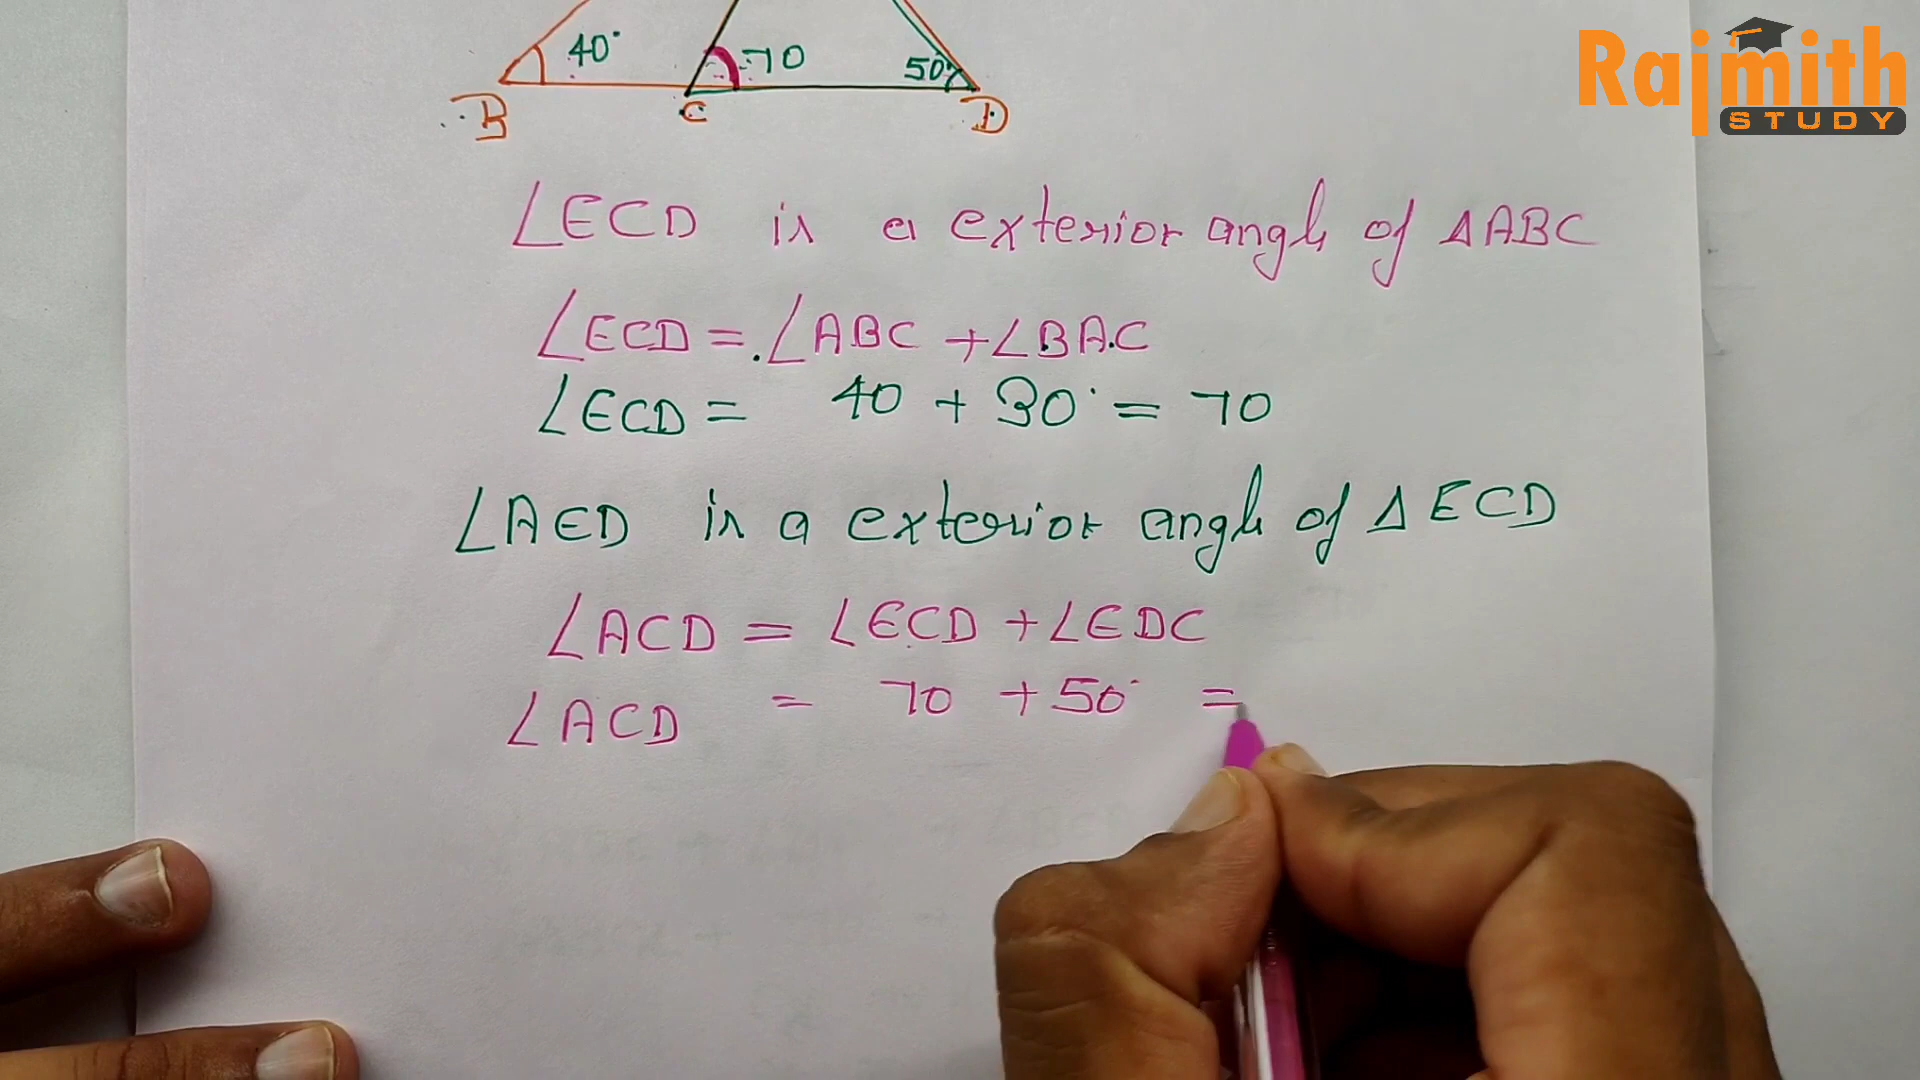 Rajmith
STUDY
40°
70
50°
B
C
D
∠ECD is a exterior angle of ΔABC
∠ECD = ∠ABC + ∠BAC
∠ECD = 40 + 30° = 70
∠AED is a exterior angle of Δ ECD
∠ACD = ∠ECD + ∠EDC
∠ACD = 70 + 50° =